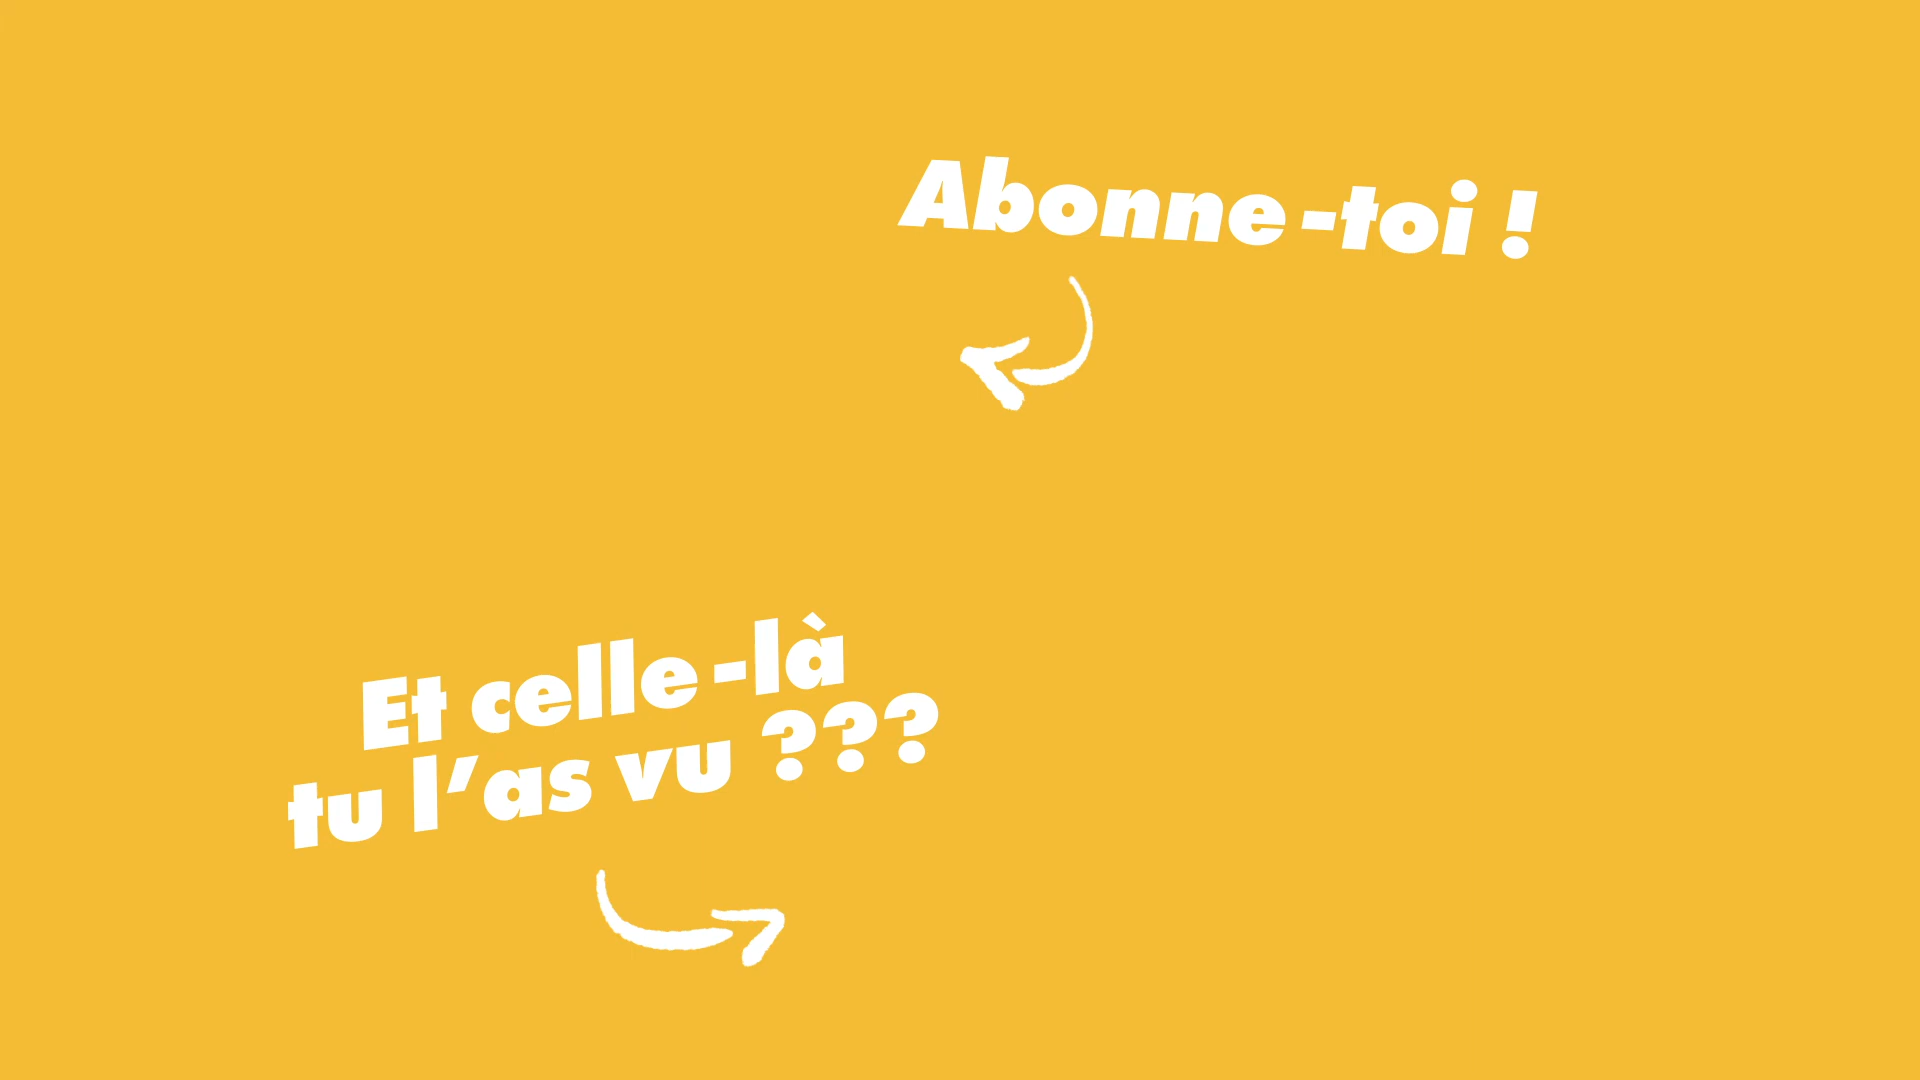 Abonne-toi !
Et celle-là
tu l’as vu ???